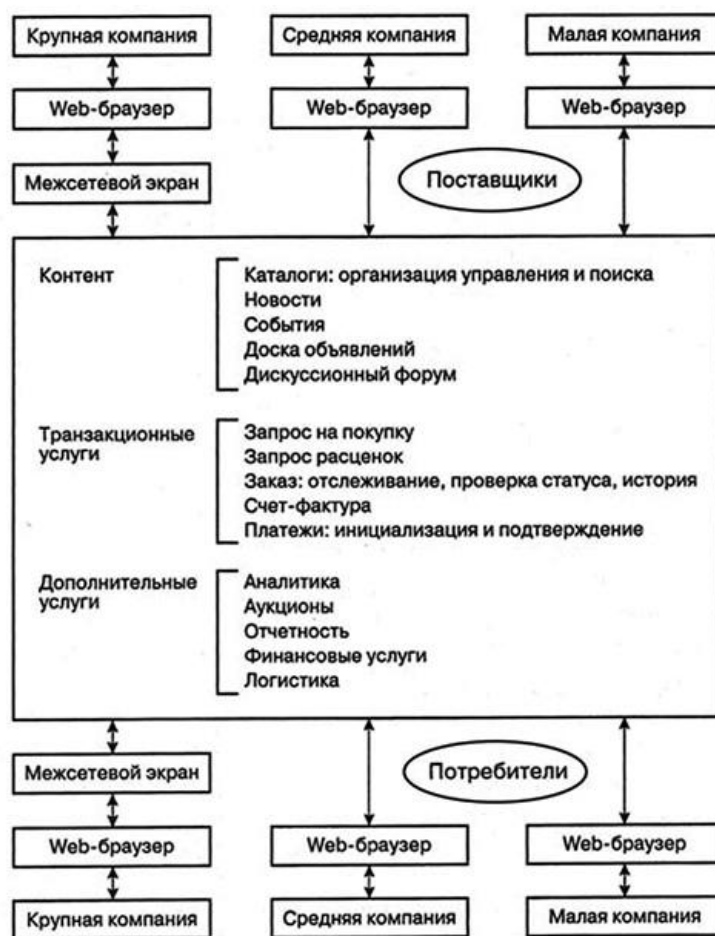 Крупная компания
Средняя компания
Малая компания
Web-браузер
Web-браузер
Web-браузер
Межсетевой экран
Поставщики
Контент
Каталоги: организация управления и поиска
Новости
События
Доска объявлений
Дискуссионный форум
Транзакционные
услуги
Запрос на покупку
Запрос расценок
Заказ: отслеживание, проверка статуса, история
Счет-фактура
Платежи: инициализация и подтверждение
Дополнительные
услуги
Аналитика
Аукционы
Отчетность
Финансовые услуги
Логистика
Межсетевой экран
Потребители
Web-браузер
Web-браузер
Web-браузер
Крупная компания
Средняя компания
Малая компания